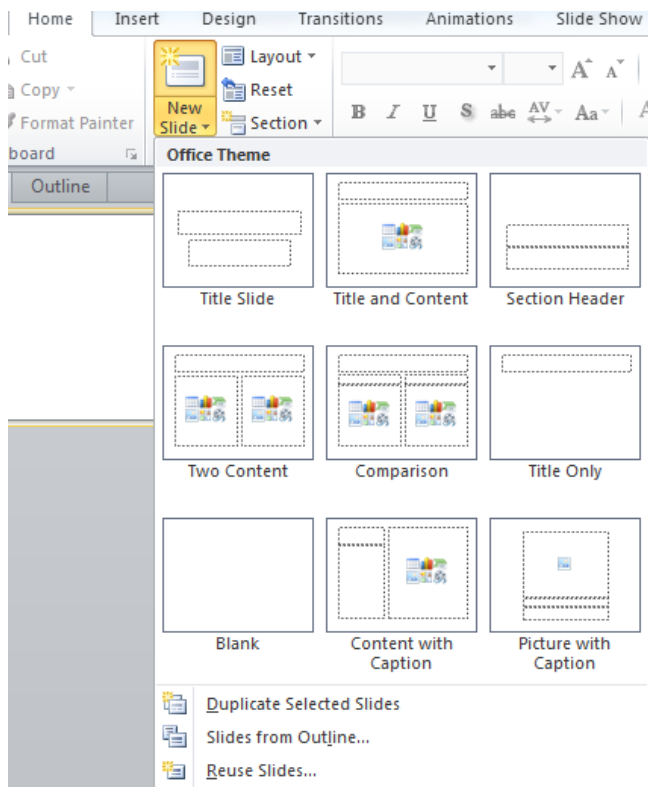 Home Insert Design Transitions Animations Slide Show
Cut
Copy
Format Painter
New
Slide
Layout
Reset
Section
B I U S abc AV Aa
A A
Office Theme
Outline
Title Slide Title and Content Section Header
Two Content Comparison Title Only
Blank Content with Picture with
Caption Caption
Duplicate Selected Slides
Slides from Outline...
Reuse Slides...